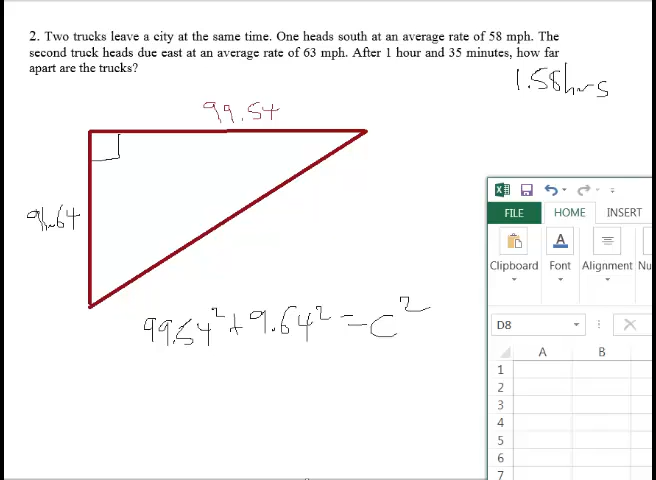 2. Two trucks leave a city at the same time. One heads south at an average rate of 58 mph. The
second truck heads due east at an average rate of 63 mph. After 1 hour and 35 minutes, how far
apart are the trucks?
1.58hrs
99.54
91.64
99.54² + 9.64² = c²
FILE HOME INSERT
Clipboard Font Alignment Nu
D8
A B
1
2
3
4
5
6
7